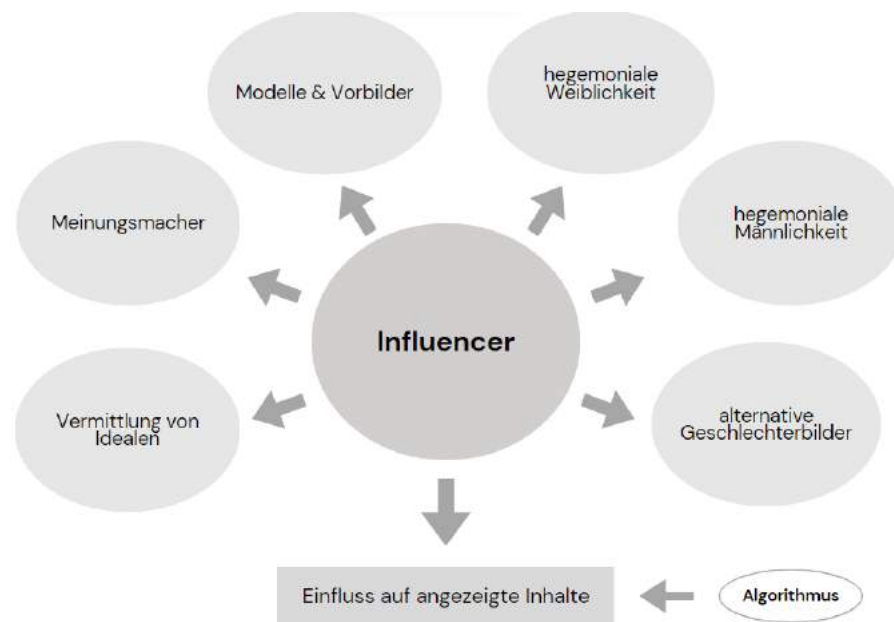 Modelle & Vorbilder
hegemoniale
Weiblichkeit
Meinungsmacher
hegemoniale
Männlichkeit
Influencer
Vermittlung von
Idealen
alternative
Geschlechterbilder
Einfluss auf angezeigte Inhalte
Algorithmus